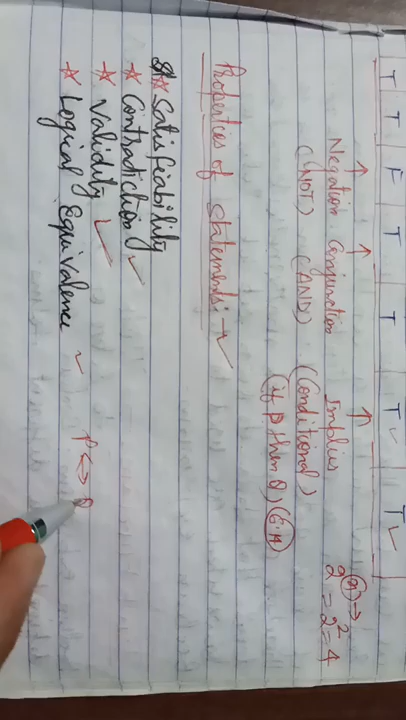 T T F T T T T
Negation Conjunction Implies
(NOT) (AND) (Conditional)
(if P then Q)
2 = 2² = 4
Properties of Statements:→
Satisfiability
Contradiction
Validity
Logical Equivalence P↔Q